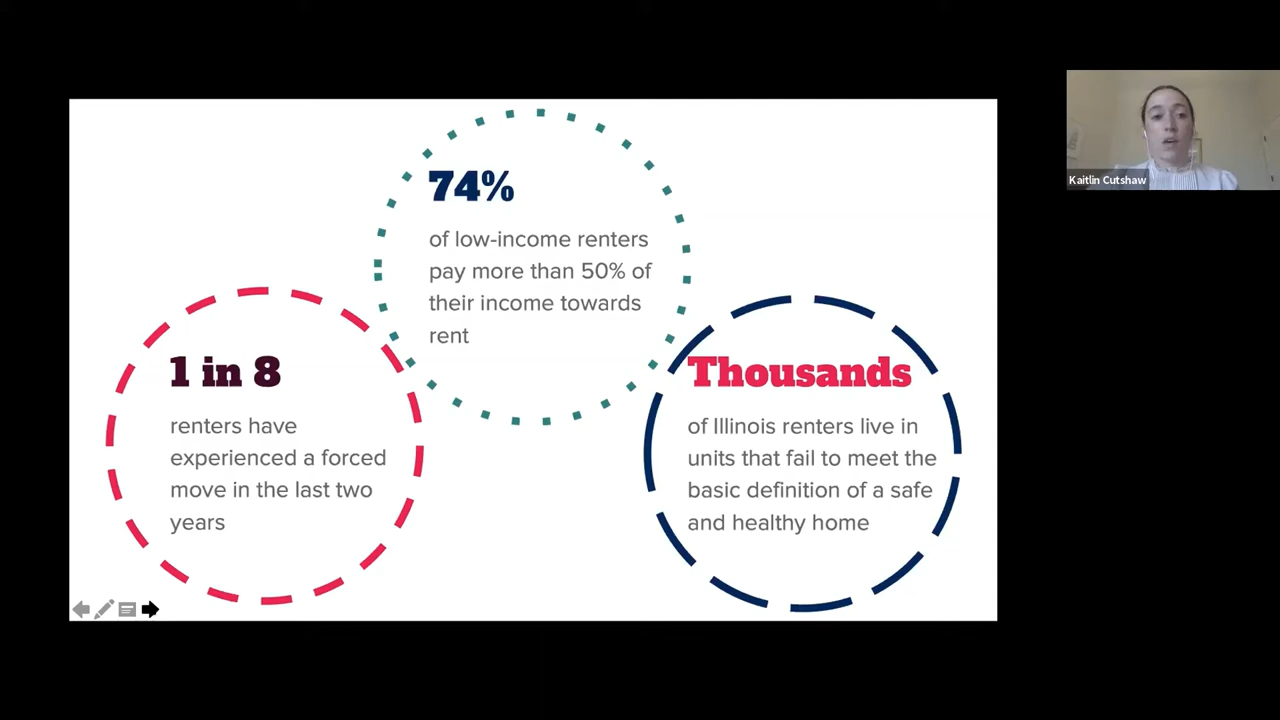 74%
of low-income renters
pay more than 50% of
their income towards
rent
1 in 8
renters have
experienced a forced
move in the last two
years
Thousands
of Illinois renters live in
units that fail to meet the
basic definition of a safe
and healthy home
Kaitlin Cutshaw